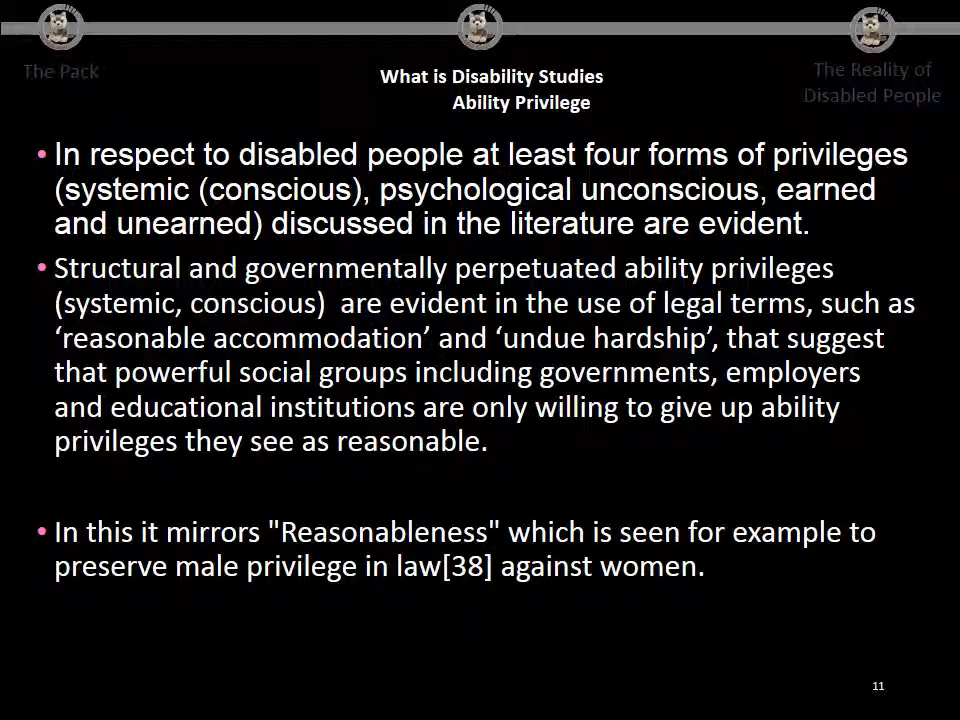 The Pack
What is Disability Studies
Ability Privilege
The Reality of
Disabled People
• In respect to disabled people at least four forms of privileges
(systemic (conscious), psychological unconscious, earned
and unearned) discussed in the literature are evident.
• Structural and governmentally perpetuated ability privileges
(systemic, conscious)  are evident in the use of legal terms, such as
‘reasonable accommodation’ and ‘undue hardship’, that suggest
that powerful social groups including governments, employers
and educational institutions are only willing to give up ability
privileges they see as reasonable.
• In this it mirrors "Reasonableness" which is seen for example to
preserve male privilege in law[38] against women.
11